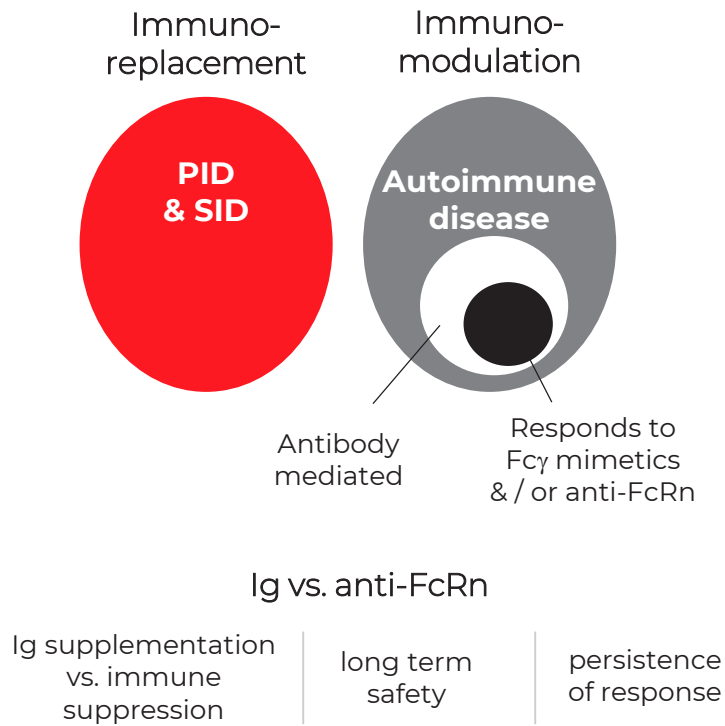 Immuno-
replacement
Immuno-
modulation
PID
& SID
Autoimmune
disease
Antibody
mediated
Responds to
Fcγ mimetics
& / or anti-FcRn
Ig vs. anti-FcRn
Ig supplementation
vs. immune
suppression
long term
safety
persistence
of response